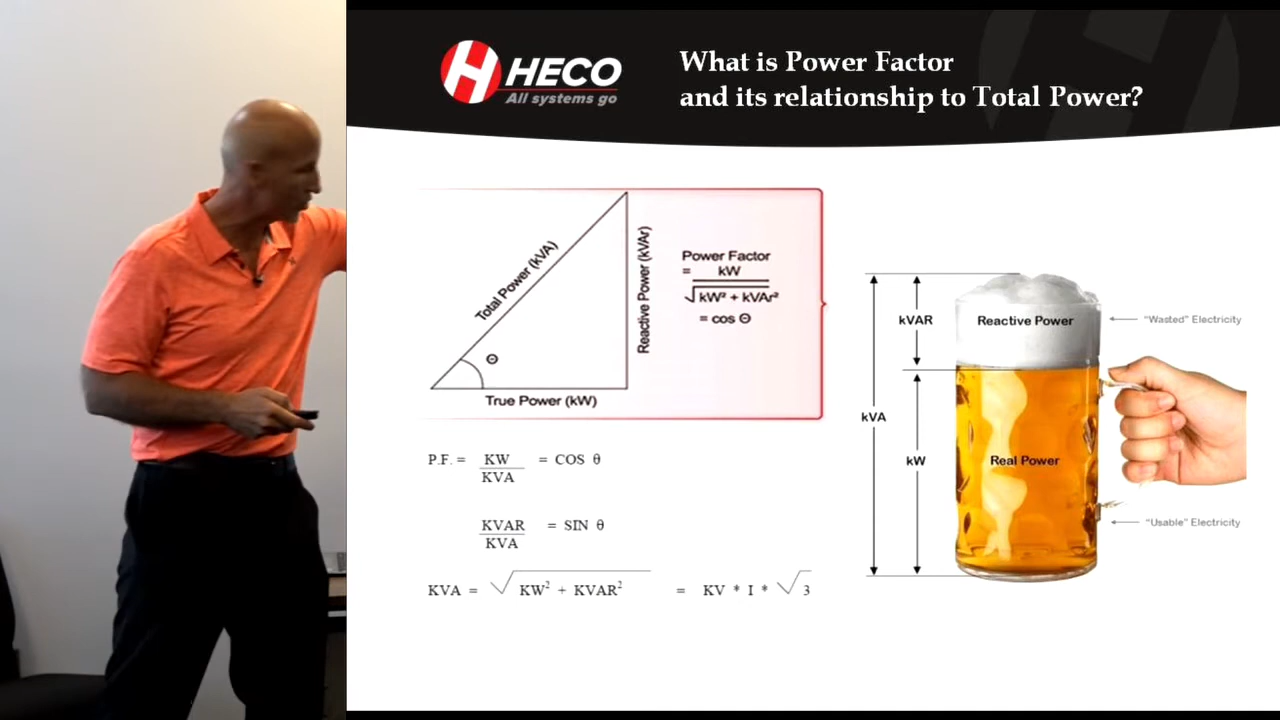 HECO
All systems go
What is Power Factor
and its relationship to Total Power?
Total Power (kVA)
Θ
True Power (kW)
Reactive Power (kVAr)
Power Factor
= kW
√kW² + kVAr²
= cos Θ
P.F. = KW = COS θ
KVA
KVAR = SIN θ
KVA
KVA = √ KW² + KVAR² = KV * I * √ 3
kVA
kVAR
kW
Reactive Power
Real Power
"Wasted" Electricity
"Usable" Electricity